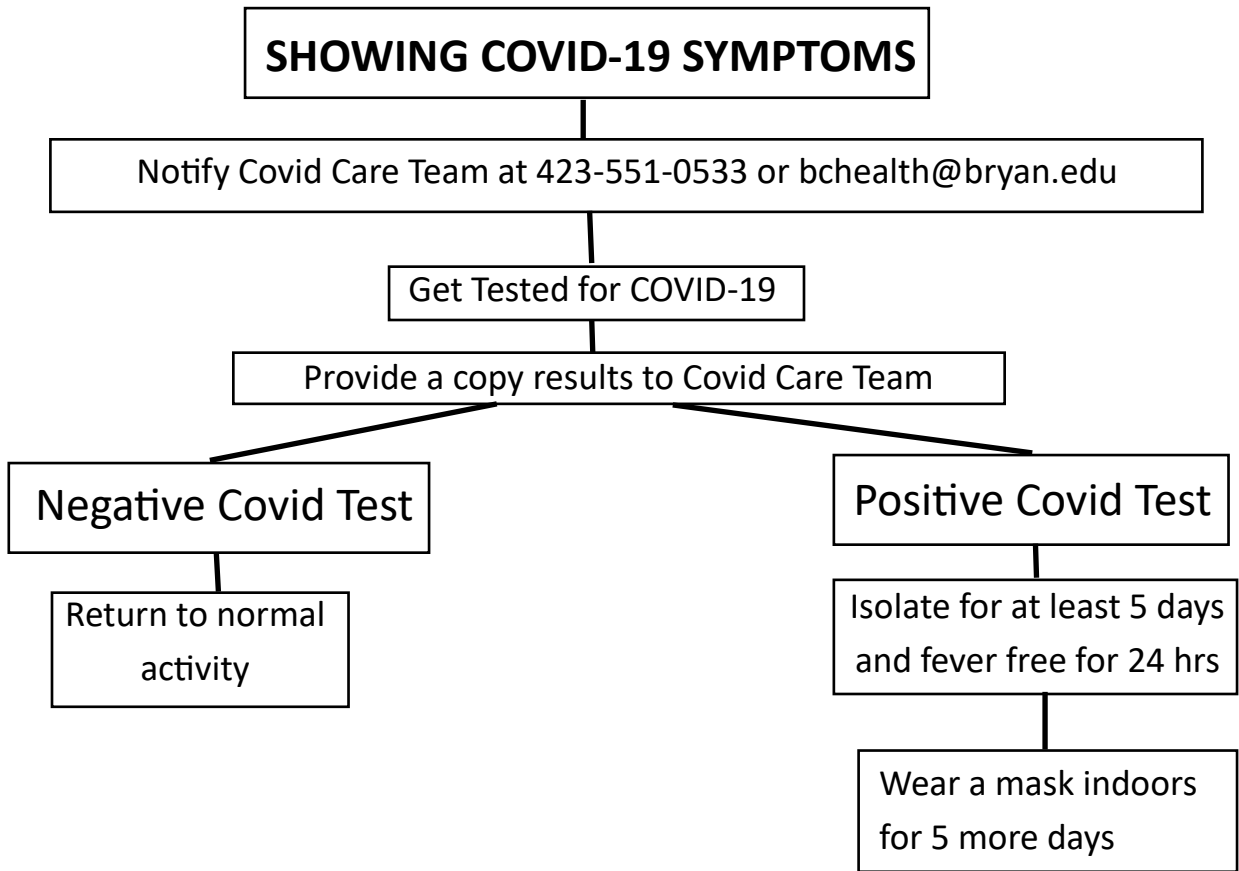 SHOWING COVID-19 SYMPTOMS
Notify Covid Care Team at 423-551-0533 or bchealth@bryan.edu
Get Tested for COVID-19
Provide a copy results to Covid Care Team
Negative Covid Test
Return to normal
activity
Positive Covid Test
Isolate for at least 5 days
and fever free for 24 hrs
Wear a mask indoors
for 5 more days